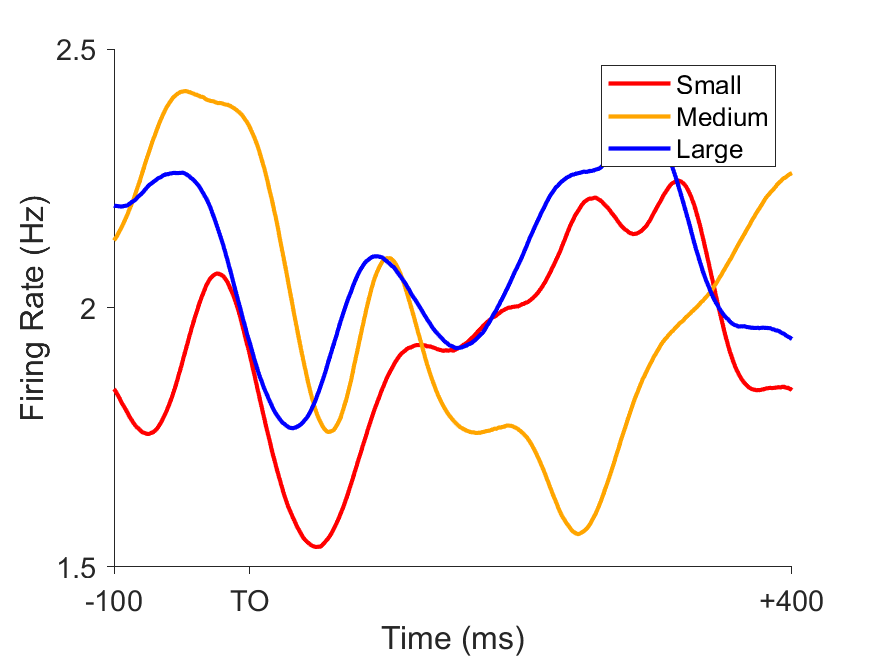 2.5
2
1.5
Firing Rate (Hz)
Small
Medium
Large
-100
TO
+400
Time (ms)